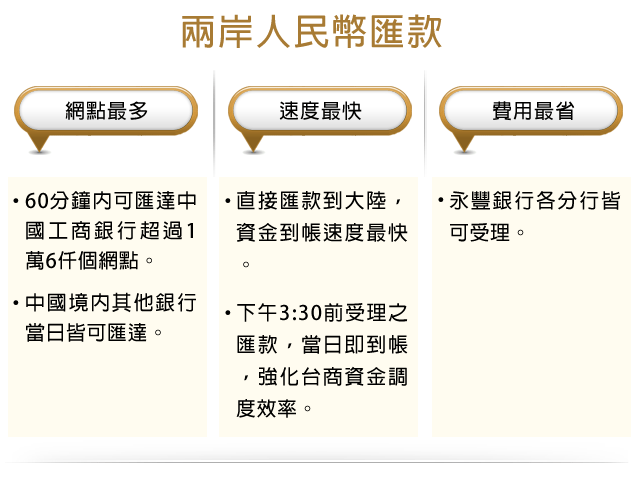 兩岸人民幣匯款
網點最多
• 60分鐘内可匯達中
國工商銀行超過1
萬6仟個網點。
• 中國境内其他銀行
當日皆可匯達。
速度最快
• 直接匯款到大陸，
資金到帳速度最快
。
• 下午3:30前受理之
匯款，當日即到帳
，強化台商資金調
度效率。
費用最省
• 永豐銀行各分行皆
可受理。